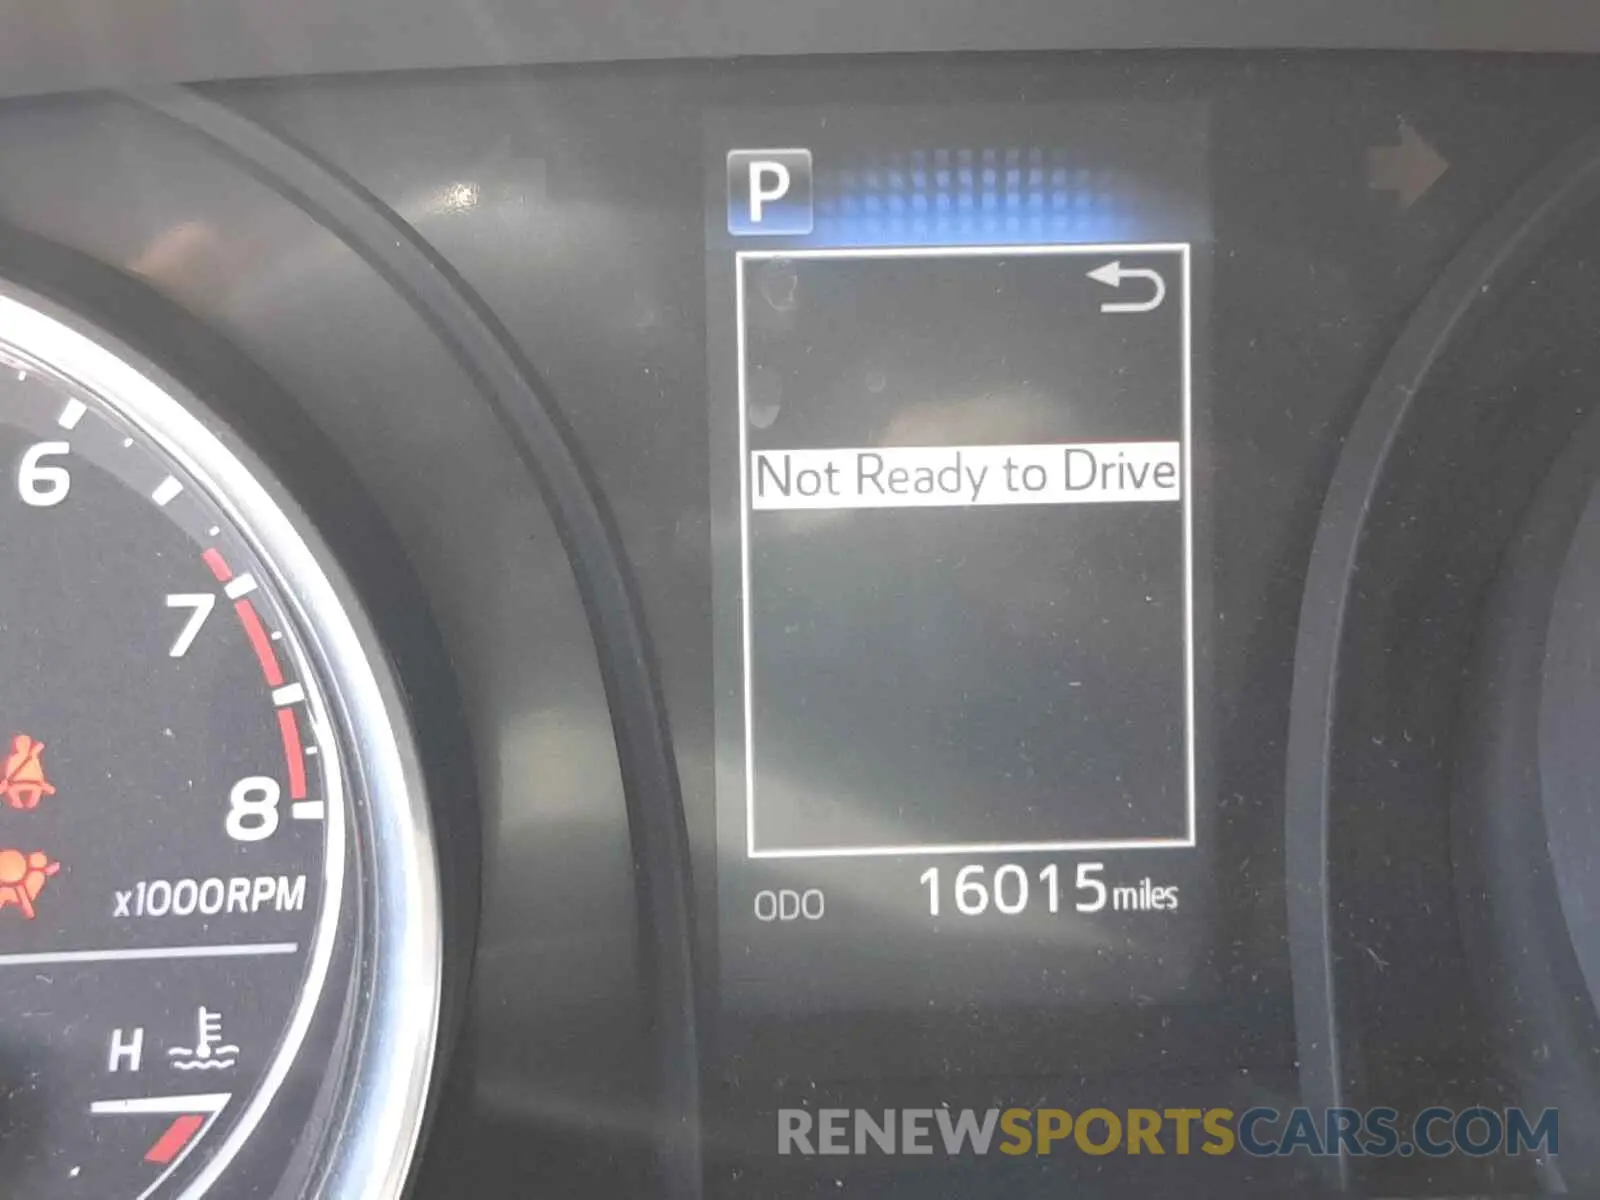 P
Not Ready to Drive
6
7
8
x1000RPM
ODO 16015 miles
H
RENEWSPORTSCARS.COM